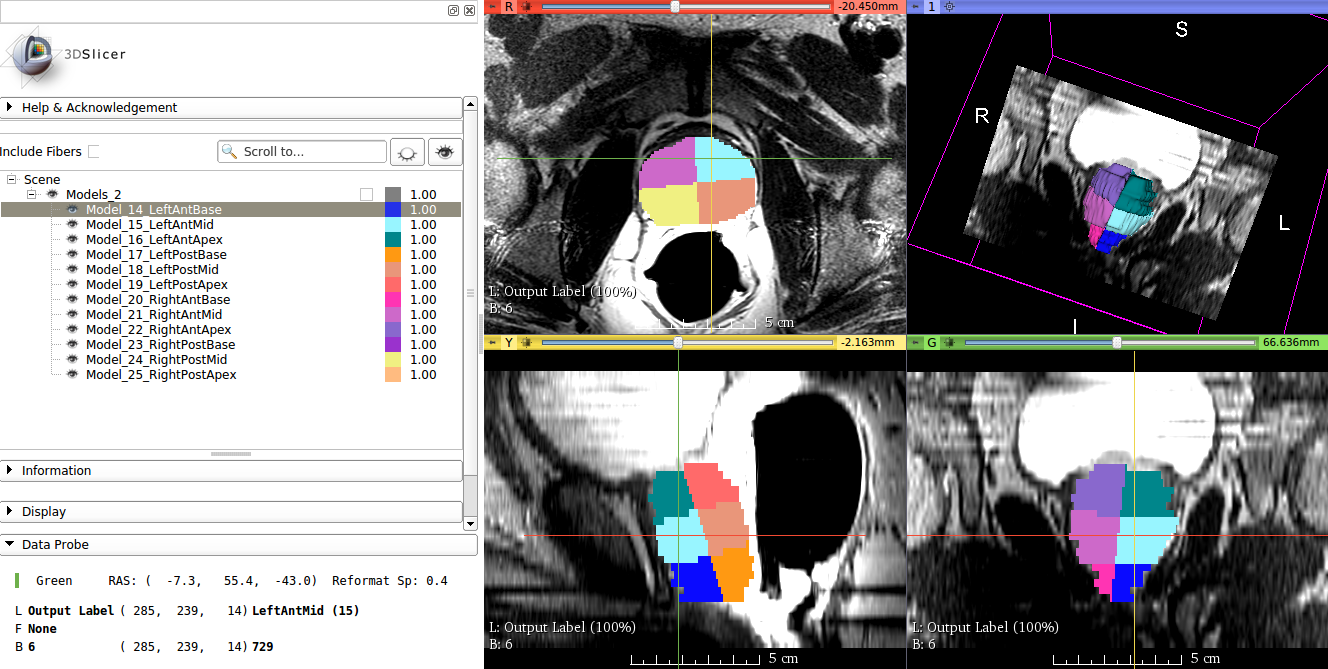 3DSlicer
Help & Acknowledgement
Include Fibers
Scroll to...
Scene
Models_2 1.00
Model_14_LeftAntBase 1.00
Model_15_LeftAntMid 1.00
Model_16_LeftAntApex 1.00
Model_17_LeftPostBase 1.00
Model_18_LeftPostMid 1.00
Model_19_LeftPostApex 1.00
Model_20_RightAntBase 1.00
Model_21_RightAntMid 1.00
Model_22_RightAntApex 1.00
Model_23_RightPostBase 1.00
Model_24_RightPostMid 1.00
Model_25_RightPostApex 1.00
Information
Display
Data Probe
Green RAS: ( -7.3, 55.4, -43.0) Reformat Sp: 0.4
L Output Label ( 285, 239, 14) LeftAntMid (15)
F None
B 6 ( 285, 239, 14) 729
R -20.450mm
L: Output Label (100%)
B: 6
5 cm
1
S
R
L
I
Y -2.163mm
L: Output Label (100%)
B: 6
5 cm
G 66.636mm
L: Output Label (100%)
B: 6
5 cm